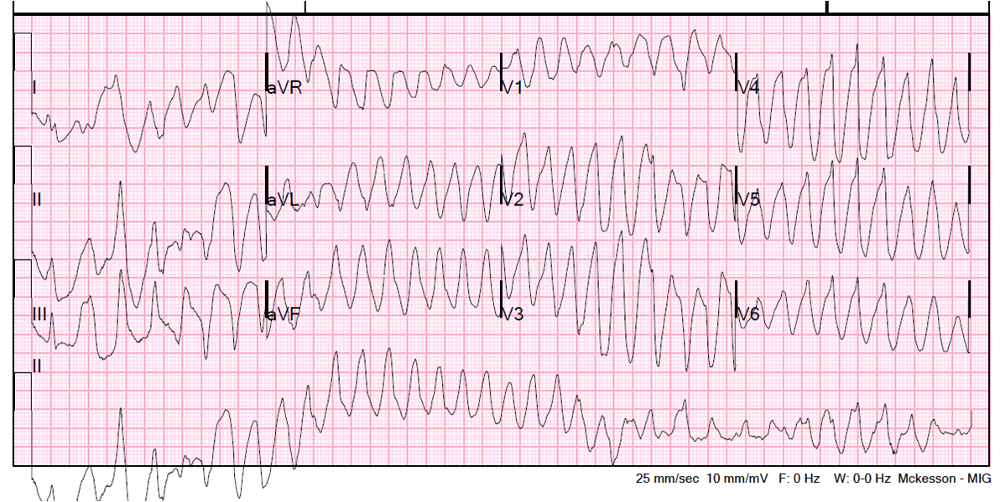 I aVR V1 V4
II aVL V2 V5
III aVF V3 V6
II
25 mm/sec 10 mm/mV F: 0 Hz W: 0-0 Hz Mckesson - MIG